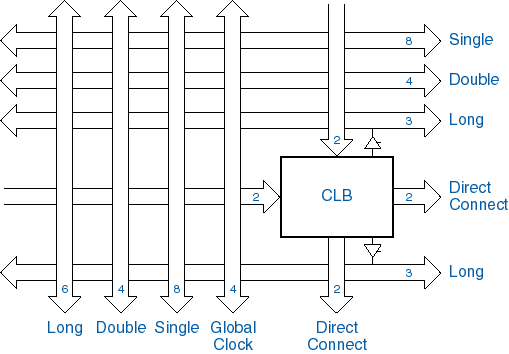 8 Single
4 Double
3 Long
2
2 CLB 2 Direct
Connect
3 Long
6 4 8 4 2
Long Double Single Global Direct
Clock Connect